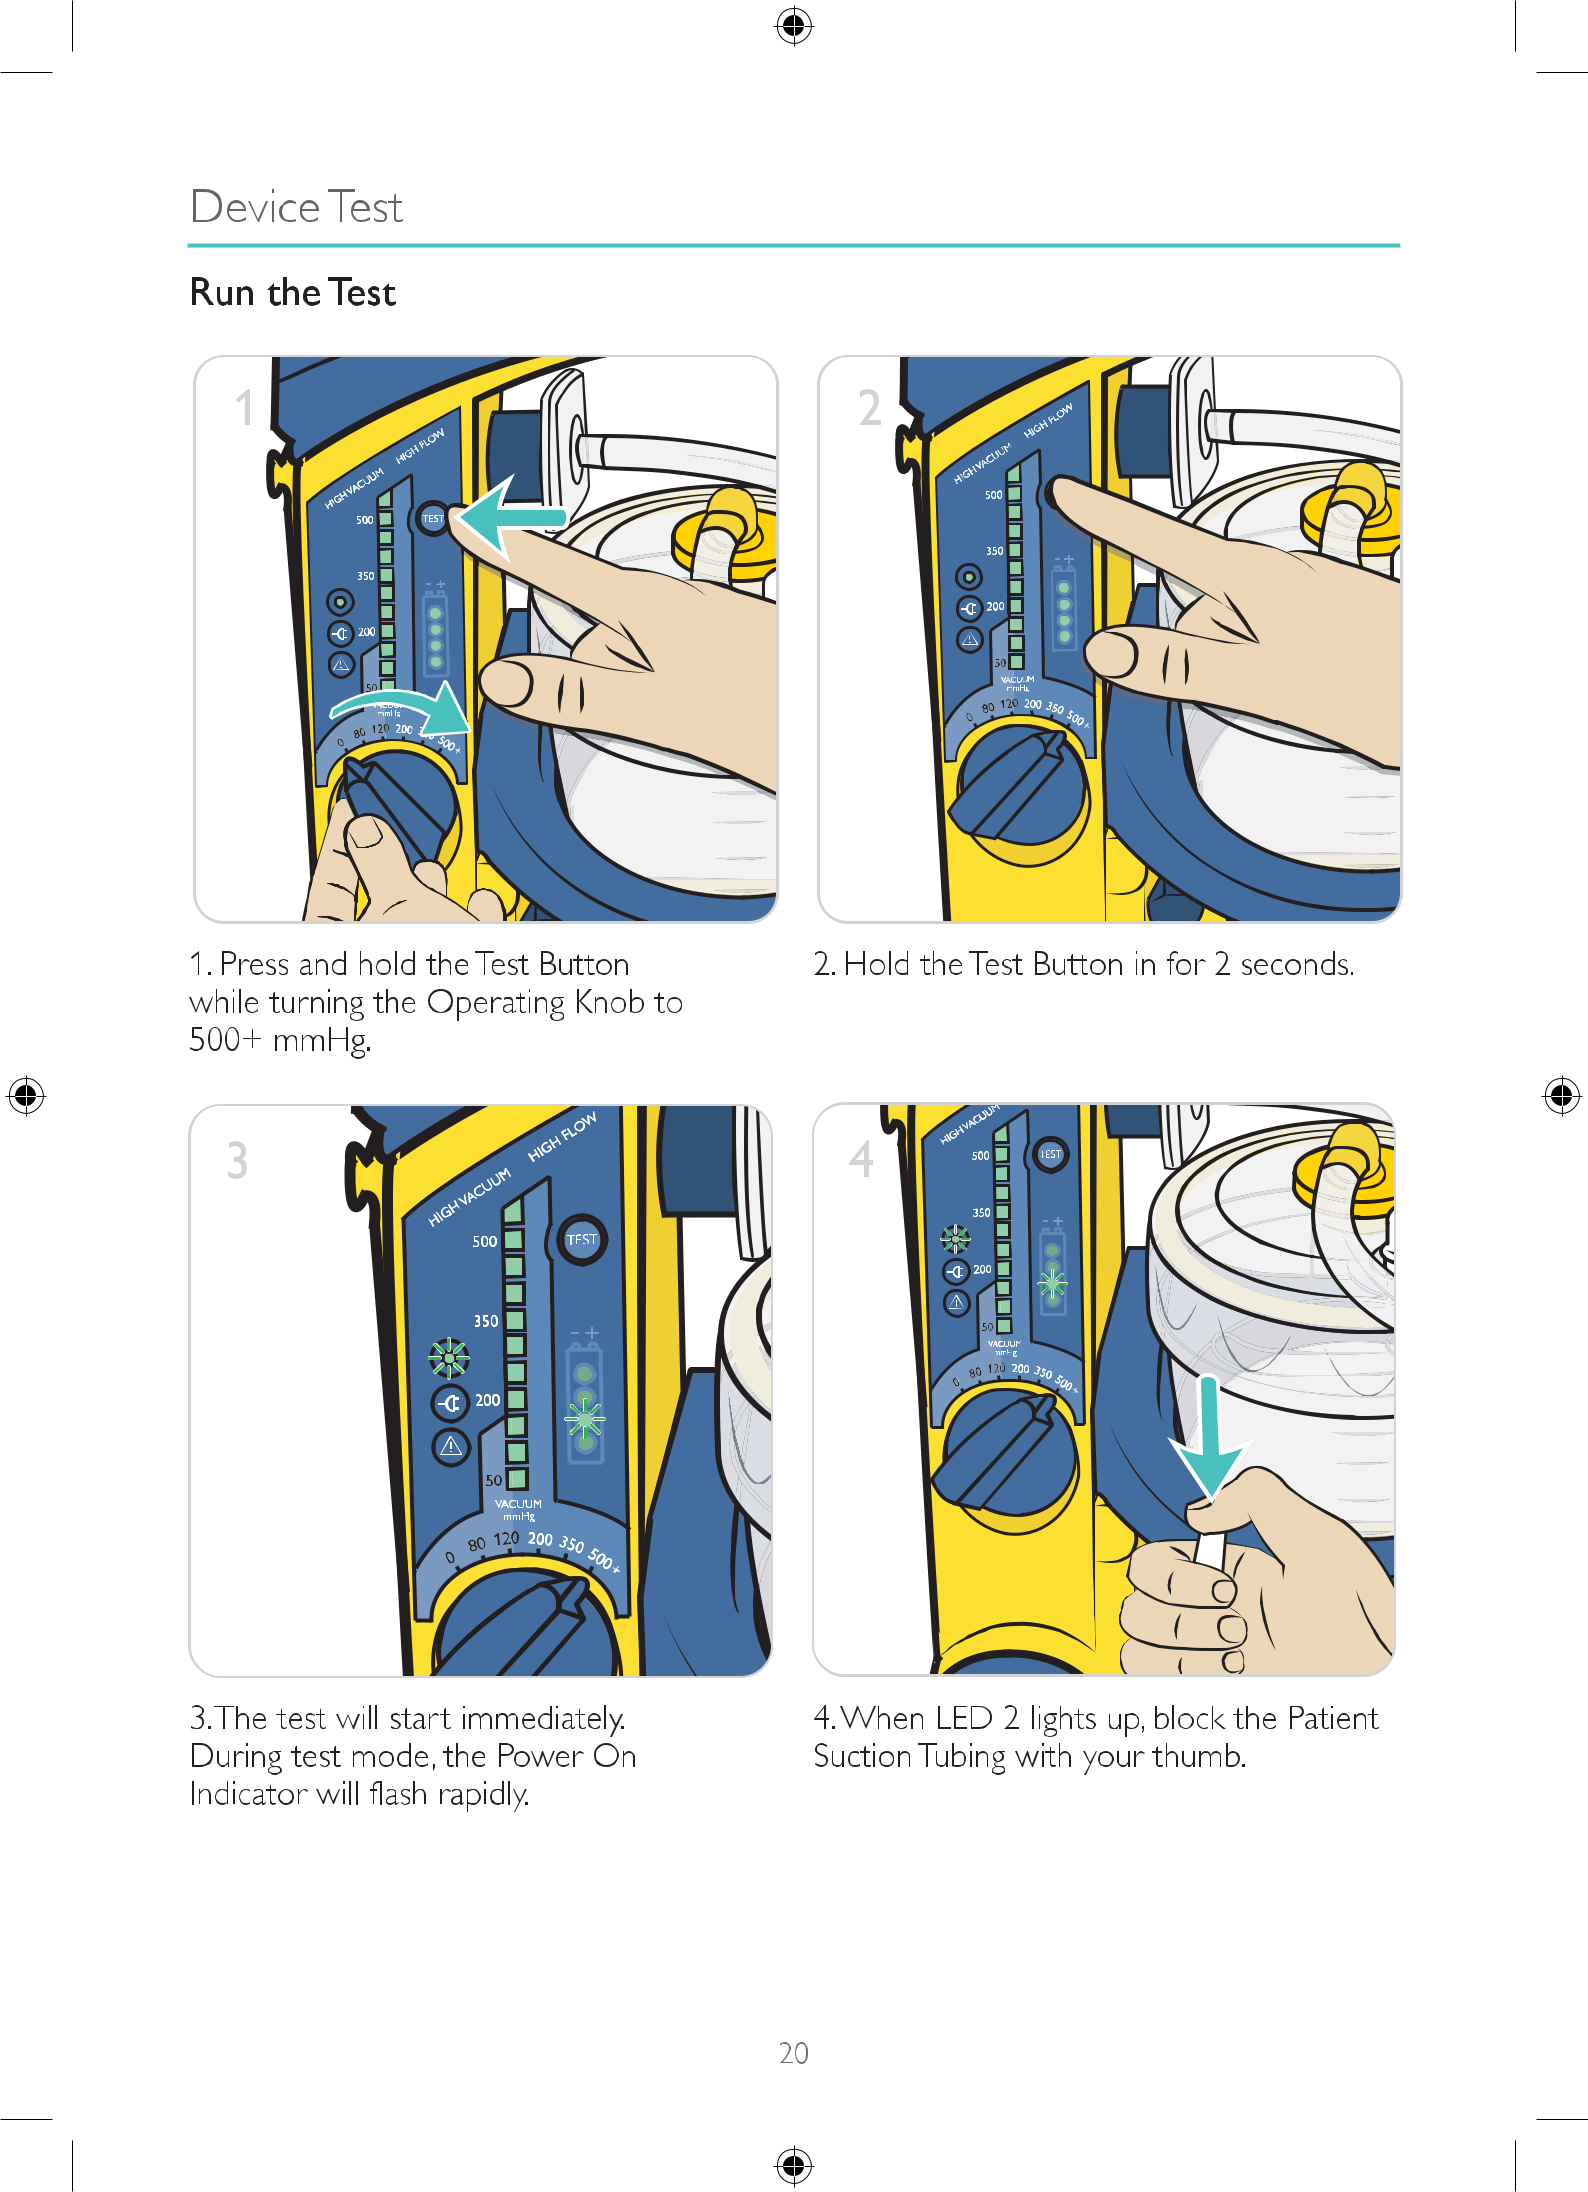 Device Test
Run the Test
1
HIGH VACUUM
HIGH FLOW
500
TEST
350
- +
200
50
mmHg
0 80 120 200 500+
2
HIGH VACUUM
HIGH FLOW
500
350
- +
200
50
VACUUM
mmHg
0 80 120 200 350 500+
1. Press and hold the Test Button
while turning the Operating Knob to
500+ mmHg.
2. Hold the Test Button in for 2 seconds.
3
HIGH VACUUM
HIGH FLOW
500
TEST
350
- +
200
50
VACUUM
mmHg
0 80 120 200 350 500+
4
HIGH VACUUM
500
TEST
350
- +
200
50
VACUUM
mmHg
0 80 120 200 350 500+
3. The test will start immediately.
During test mode, the Power On
Indicator will flash rapidly.
4. When LED 2 lights up, block the Patient
Suction Tubing with your thumb.
20